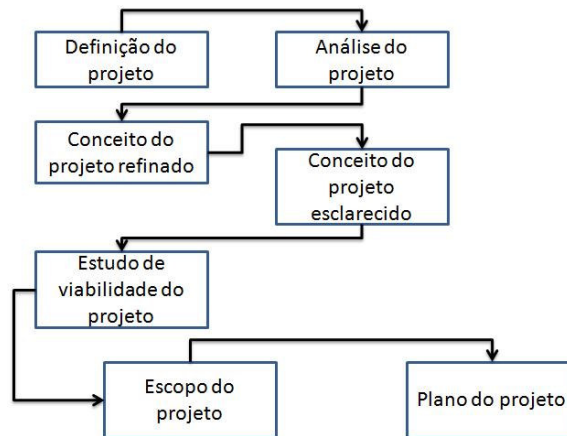 Definição do
projeto
Análise do
projeto
Conceito do
projeto refinado
Conceito do
projeto
esclarecido
Estudo de
viabilidade do
projeto
Escopo do
projeto
Plano do projeto